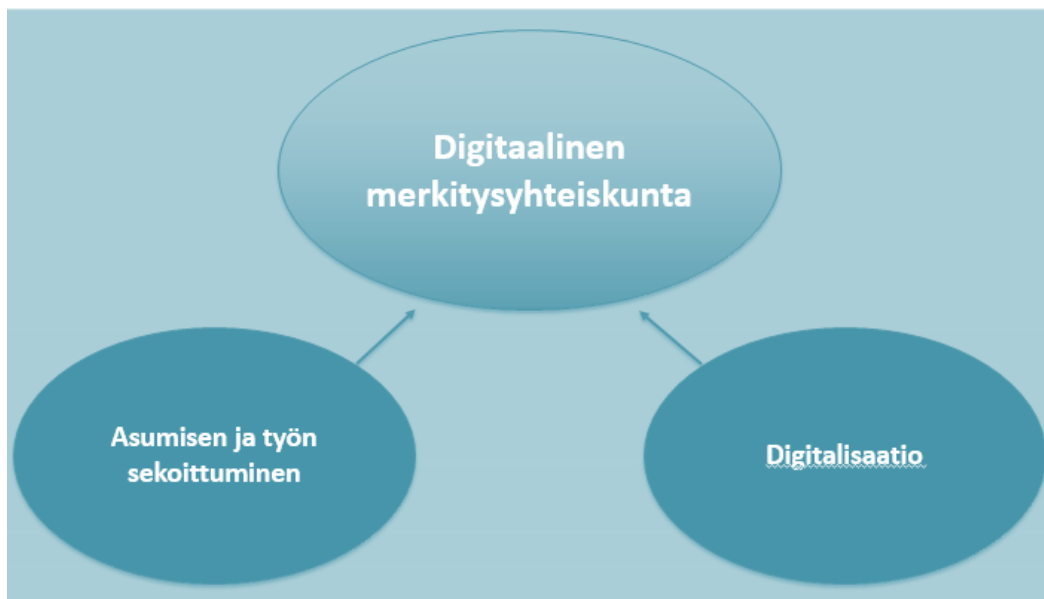 Digitaalinen
merkitysyhteiskunta
Asumisen ja työn
sekoittuminen
Digitalisaatio